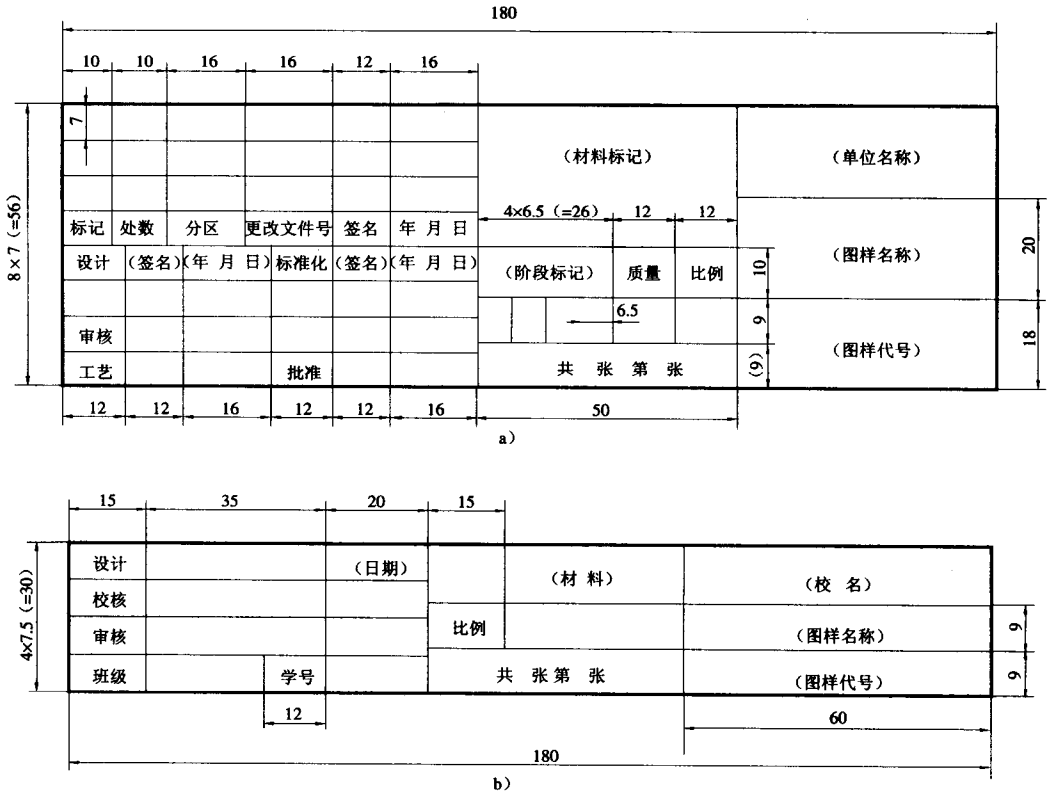 180
10 10 16 16 12 16
7
(材料标记) (单位名称)
4×6.5 (=26) 12 12
标记 处数 分区 更改文件号 签名 年 月 日
8×7 (=56)
设计 (签名) (年 月 日) 标准化 (签名) (年 月 日)
(阶段标记) 质量 比例 10 (图样名称) 20
6.5 9
审核 (图样代号) 18
工艺 批准 共 张 第 张 (9)
12 12 16 12 12 16 50
a)
15 35 20 15
设计 (日期) (材 料) (校 名)
4×7.5 (=30)
校核
审核 比例 (图样名称) 9
班级 学号 共 张 第 张 (图样代号) 9
12 60
180
b)